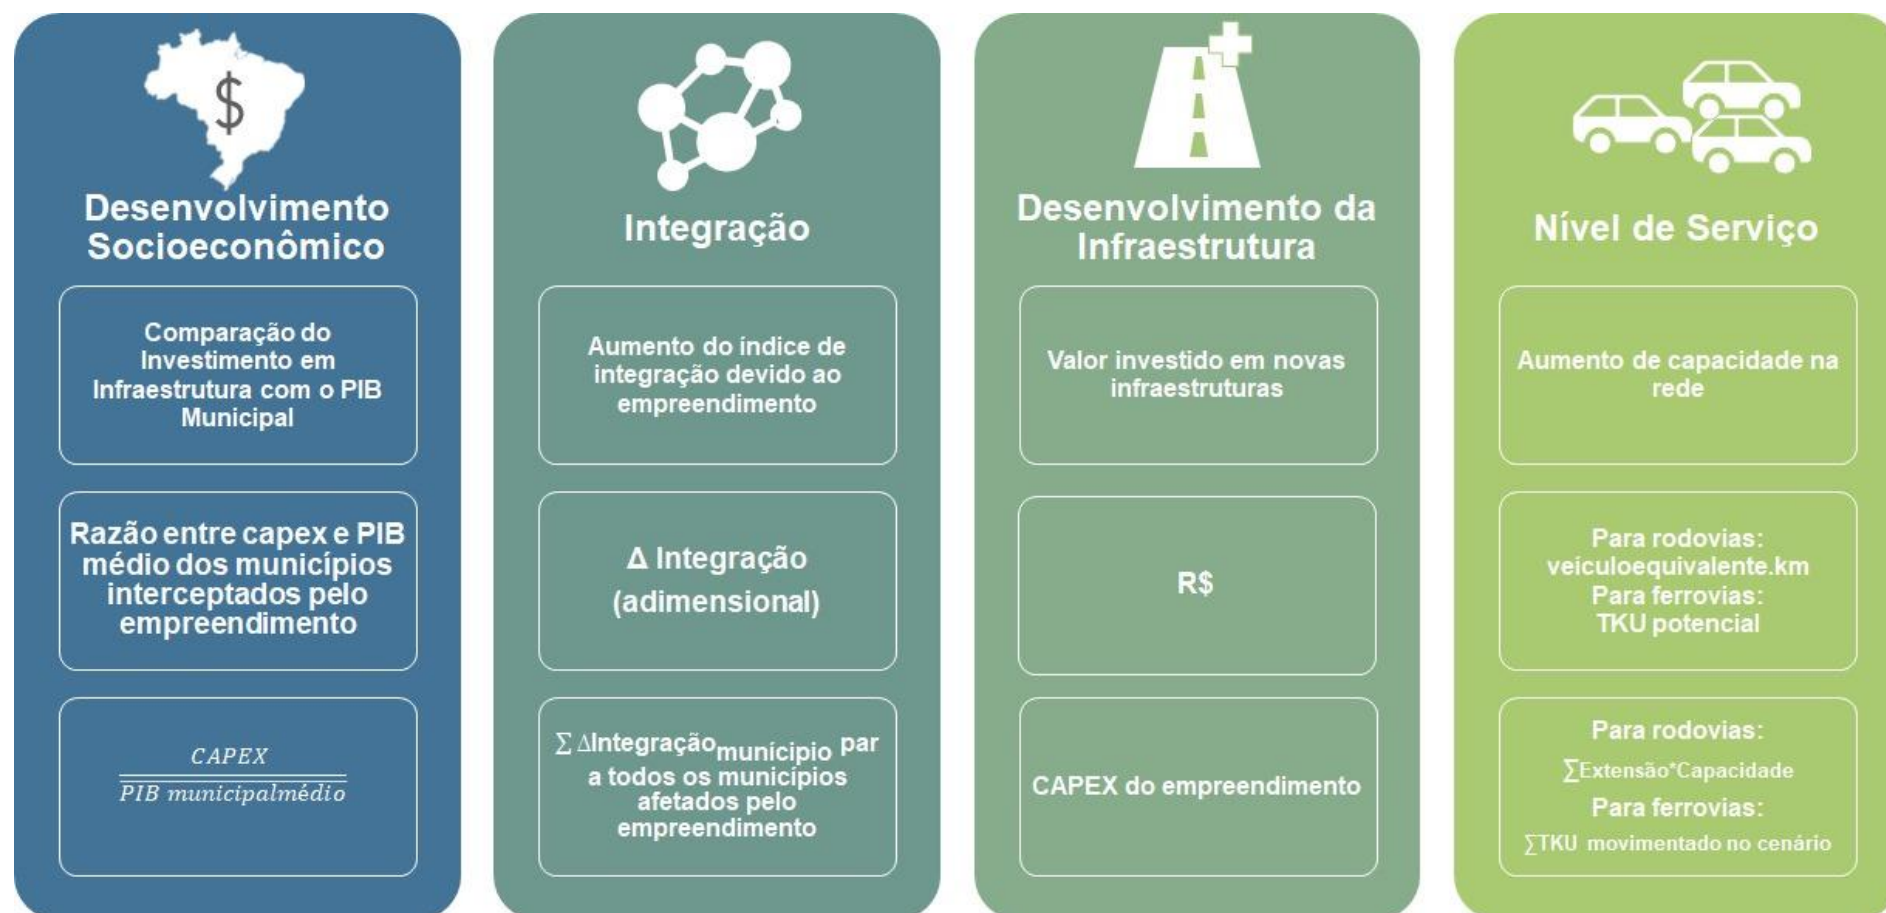 $
Desenvolvimento
Socioeconômico
Comparação do
Investimento em
Infraestrutura com o PIB
Municipal
Razão entre capex e PIB
médio dos municípios
interceptados pelo
empreendimento
CAPEX
PIB municipalmédio
Integração
Aumento do índice de
integração devido ao
empreendimento
Δ Integração
(adimensional)
∑ ΔIntegração munícipio par
a todos os municípios
afetados pelo
empreendimento
Desenvolvimento da
Infraestrutura
Valor investido em novas
infraestruturas
R$
CAPEX do empreendimento
Nível de Serviço
Aumento de capacidade na
rede
Para rodovias:
veiculoequivalente.km
Para ferrovias:
TKU potencial
Para rodovias:
∑Extensão*Capacidade
Para ferrovias:
∑TKU movimentado no cenário